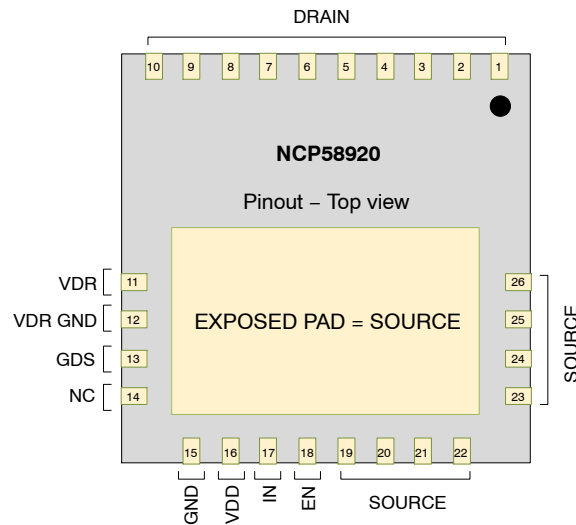 DRAIN
10 9 8 7 6 5 4 3 2 1
NCP58920
Pinout – Top view
VDR 11
26
VDR GND 12
25
EXPOSED PAD = SOURCE
GDS 13
24
NC 14
23
SOURCE
15 16 17 18 19 20 21 22
GND
VDD
IN
EN
SOURCE